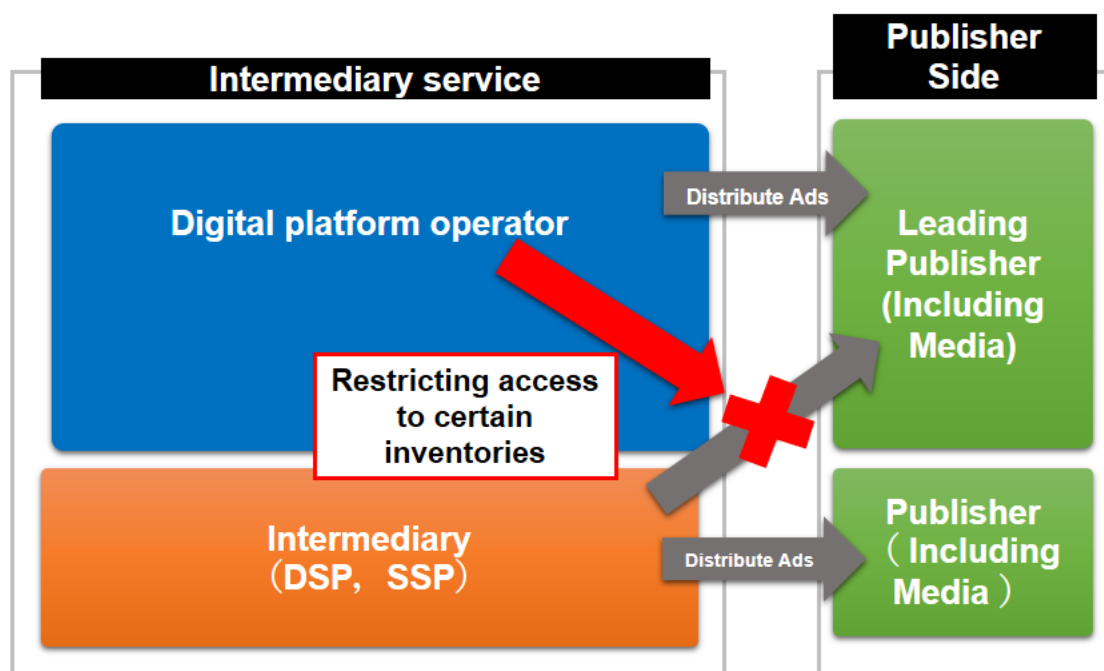 Intermediary service
Publisher
Side
Digital platform operator
Distribute Ads
Leading
Publisher
(Including
Media)
Restricting access
to certain
inventories
Intermediary
（DSP，SSP）
Distribute Ads
Publisher
（Including
Media）